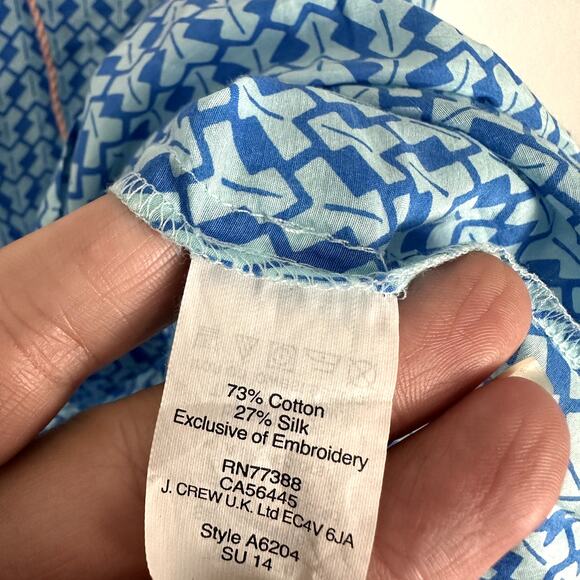 73% Cotton
27% Silk
Exclusive of Embroidery
RN77388
CA56445
J. CREW U.K. Ltd EC4V 6JA
Style A6204
SU 14